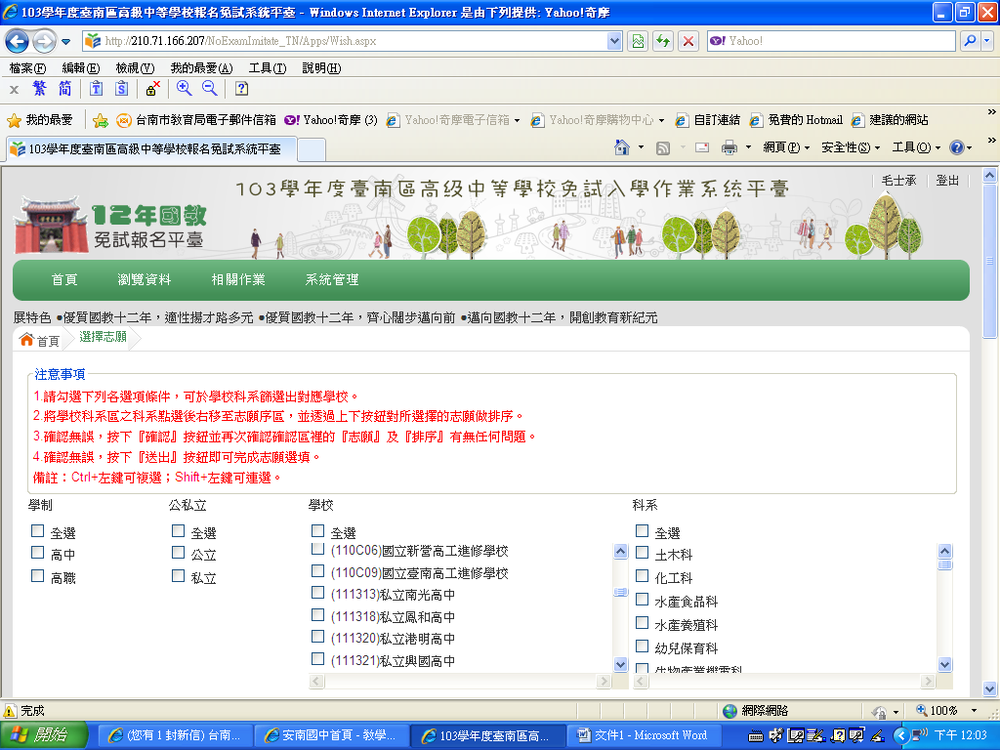 103學年度臺南區高級中等學校報名免試系統平臺 - Windows Internet Explorer 是由下列提供: Yahoo!奇摩
http://210.71.166.207/NoExamImitate_TN/Apps/Wish.aspx
Yahoo!
檔案(F) 編輯(E) 檢視(V) 我的最愛(A) 工具(T) 說明(H)
x 繁 简
我的最愛 台南市教育局電子郵件信箱 Yahoo!奇摩 (3) Yahoo!奇摩電子信箱 Yahoo!奇摩購物中心 自訂連結 免費的 Hotmail 建議的網站
103學年度臺南區高級中等學校報名免試系統平臺
網頁(P) 安全性(S) 工具(O)
103學年度臺南區高級中等學校免試入學作業系統平臺
毛士承 登出
12年國教
免試報名平臺
首頁 瀏覽資料 相關作業 系統管理
展特色 ●優質國教十二年，適性揚才路多元 ●優質國教十二年，齊心闊步邁向前 ●邁向國教十二年，開創教育新紀元
首頁 選擇志願
注意事項
1.請勾選下列各選項條件，可於學校科系篩選出對應學校。
2.將學校科系區之科系點選後右移至志願序區，並透過上下按鈕對所選擇的志願做排序。
3.確認無誤，按下『確認』按鈕並再次確認確認區裡的『志願』及『排序』有無任何問題。
4.確認無誤，按下『送出』按鈕即可完成志願選填。
備註：Ctrl+左鍵可複選；Shift+左鍵可連選。
學制 公私立 學校 科系
全選 全選 全選 全選
高中 公立 (110C06)國立新營高工進修學校 土木科
高職 私立 (110C09)國立臺南高工進修學校 化工科
(111313)私立南光高中 水產食品科
(111318)私立鳳和高中 水產養殖科
(111320)私立港明高中 幼兒保育科
(111321)私立興國高中 生物產業機電科
完成 網際網路 100%
開始 (您有 1 封新信) 台南... 安南國中首頁 - 教學... 103學年度臺南區高... 文件1 - Microsoft Word 下午 12:03